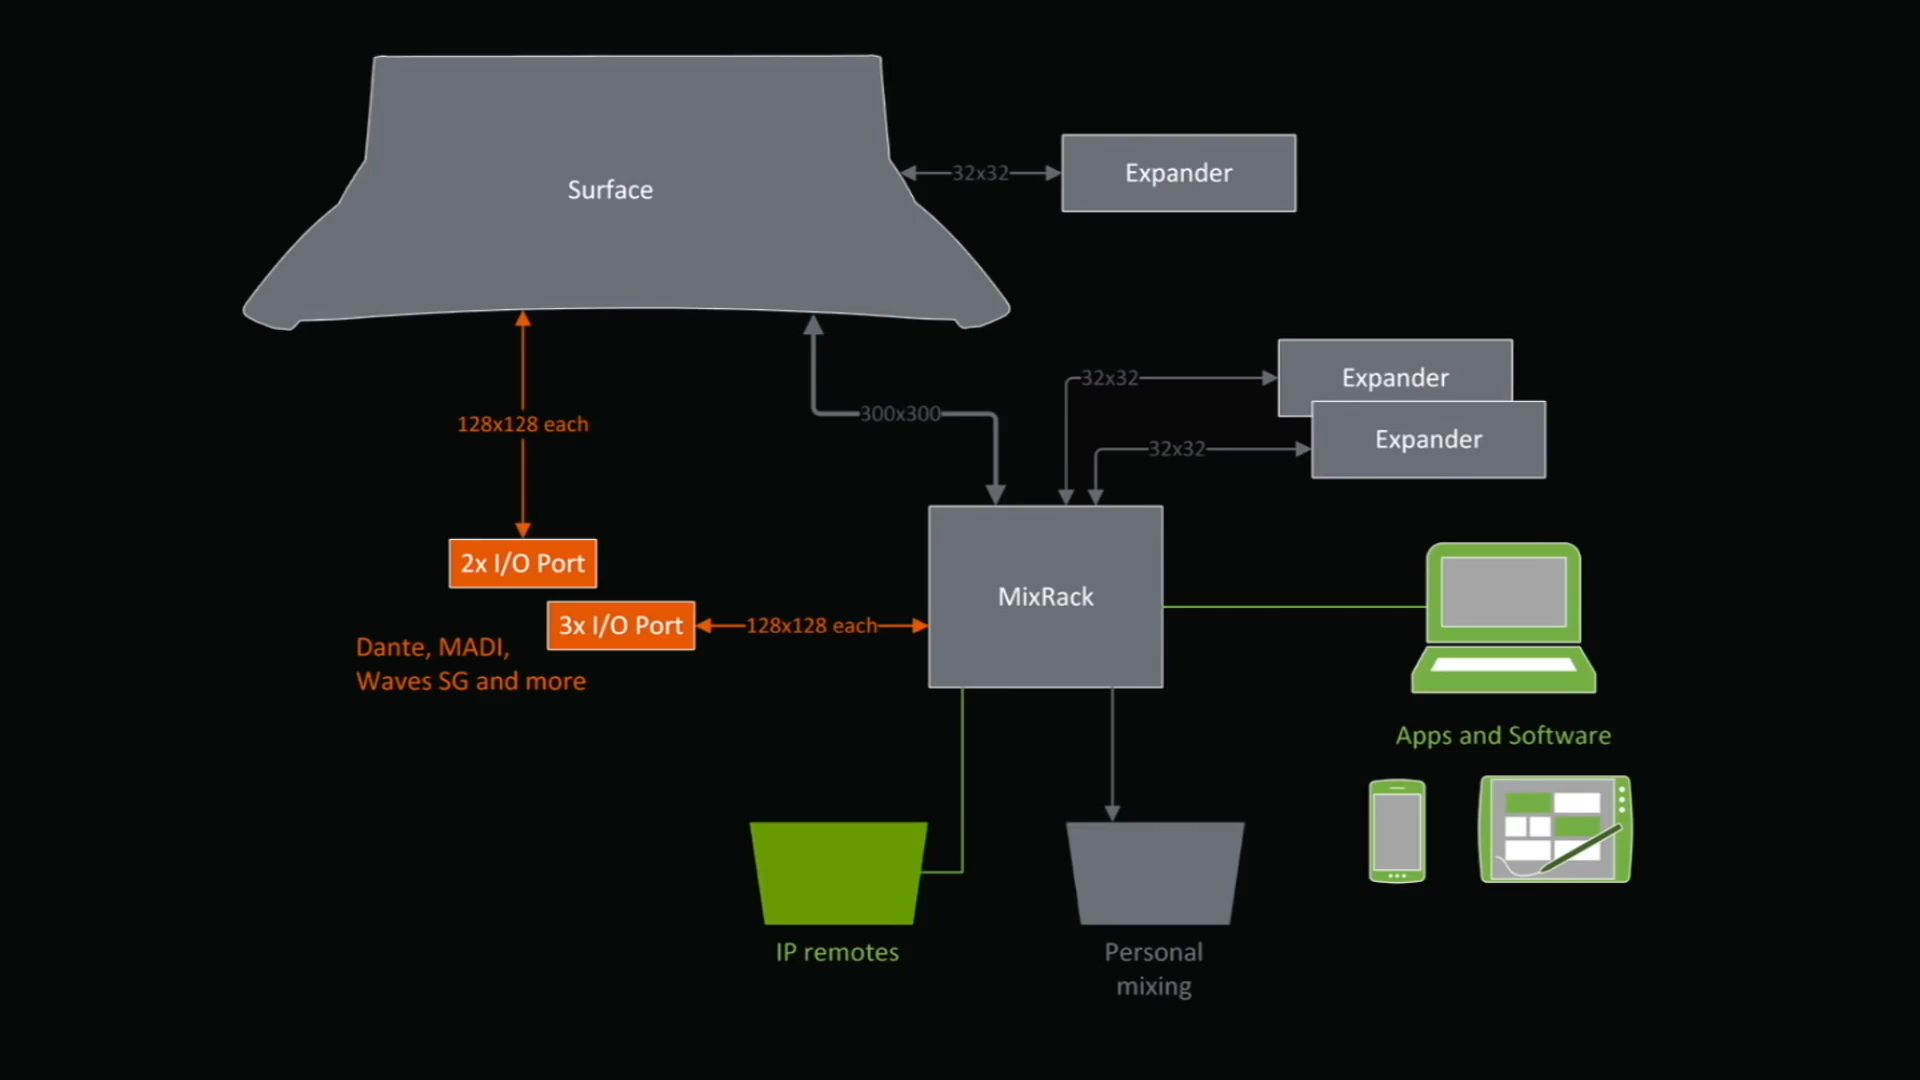 Surface
32x32
Expander
32x32
Expander
300x300
128x128 each
32x32
Expander
2x I/O Port
MixRack
3x I/O Port
128x128 each
Dante, MADI,
Waves SG and more
Apps and Software
IP remotes
Personal
mixing